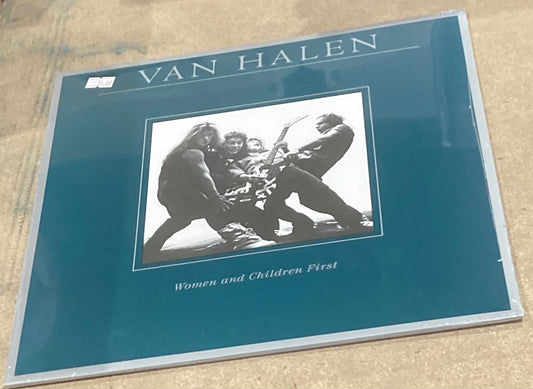 VAN HALEN
Women and Children First